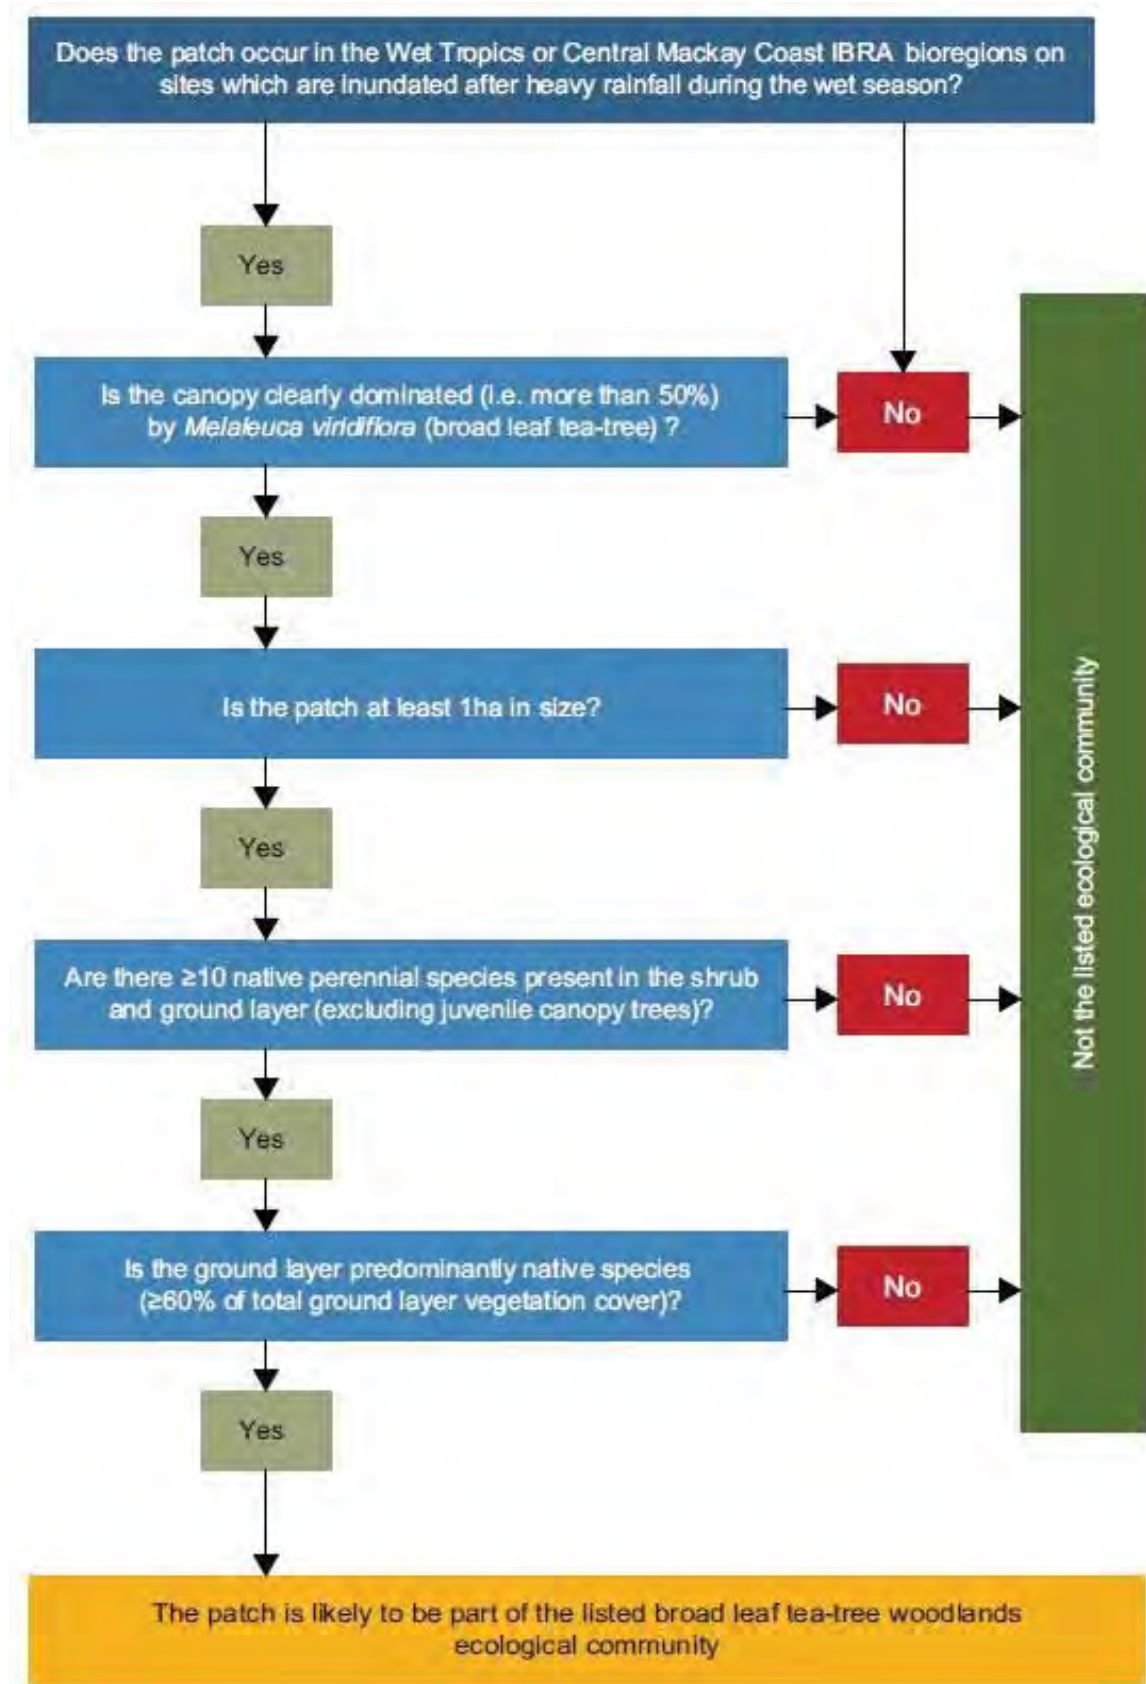 Does the patch occur in the Wet Tropics or Central Mackay Coast IBRA bioregions on
sites which are inundated after heavy rainfall during the wet season?
Yes
Is the canopy clearly dominated (i.e. more than 50%)
by Melaleuca viridiflora (broad leaf tea-tree) ?
No
Yes
Is the patch at least 1ha in size?
No
Yes
Are there ≥10 native perennial species present in the shrub
and ground layer (excluding juvenile canopy trees)?
No
Yes
Is the ground layer predominantly native species
(≥60% of total ground layer vegetation cover)?
No
Yes
Not the listed ecological community
The patch is likely to be part of the listed broad leaf tea-tree woodlands
ecological community